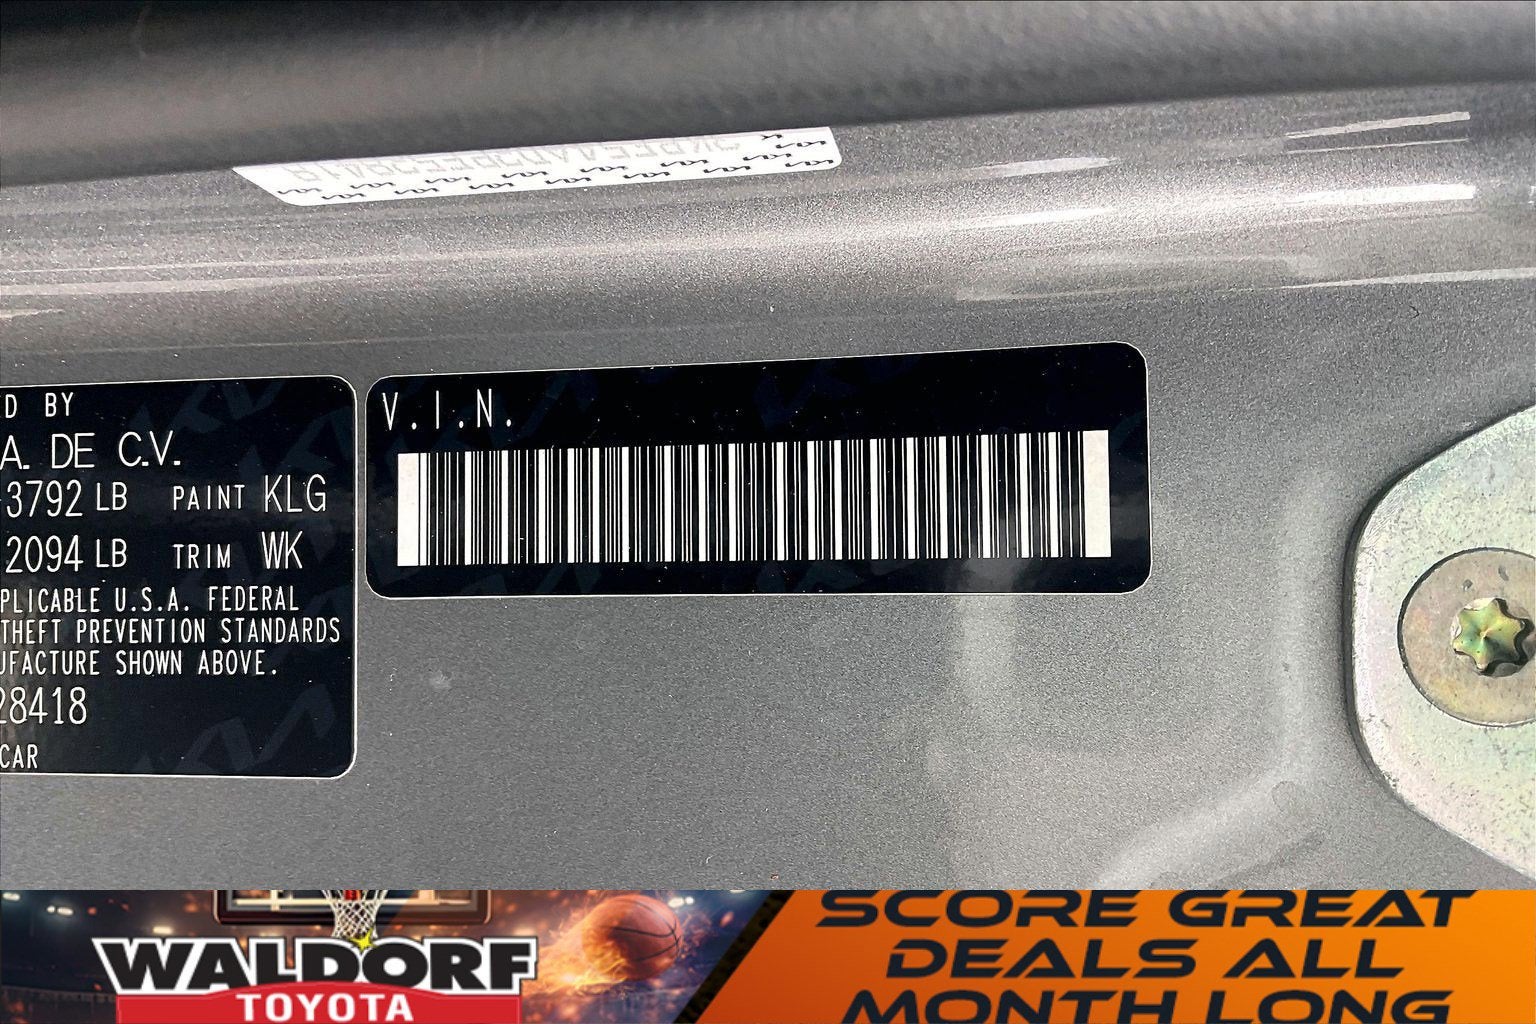 ED BY
A. DE C.V.
3792 LB PAINT KLG
2094 LB TRIM WK
PLICABLE U.S.A. FEDERAL
THEFT PREVENTION STANDARDS
UFACTURE SHOWN ABOVE.
28418
CAR
V.I.N.
WALDORF
TOYOTA
SCORE GREAT
DEALS ALL
MONTH LONG